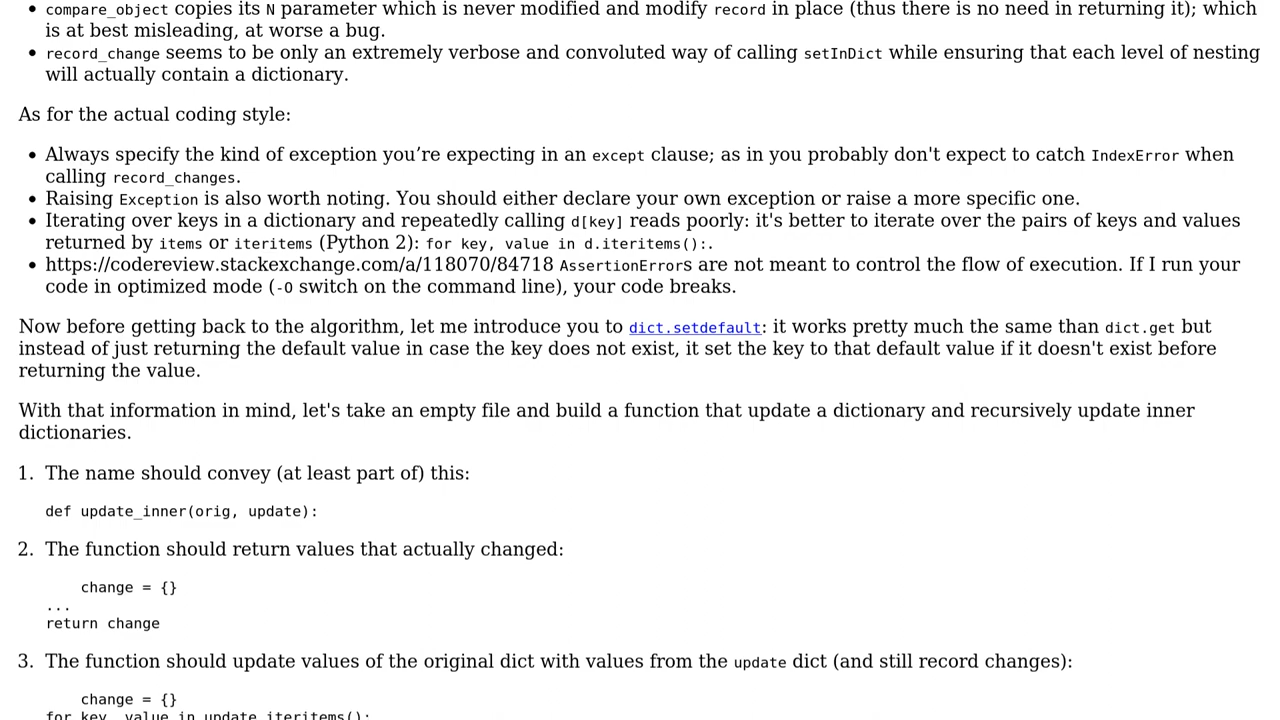 • compare_object copies its N parameter which is never modified and modify record in place (thus there is no need in returning it); which
is at best misleading, at worse a bug.
• record_change seems to be only an extremely verbose and convoluted way of calling setInDict while ensuring that each level of nesting
will actually contain a dictionary.
As for the actual coding style:
• Always specify the kind of exception you’re expecting in an except clause; as in you probably don't expect to catch IndexError when
calling record_changes.
• Raising Exception is also worth noting. You should either declare your own exception or raise a more specific one.
• Iterating over keys in a dictionary and repeatedly calling d[key] reads poorly: it's better to iterate over the pairs of keys and values
returned by items or iteritems (Python 2): for key, value in d.iteritems():.
• https://codereview.stackexchange.com/a/118070/84718 AssertionErrors are not meant to control the flow of execution. If I run your
code in optimized mode (-O switch on the command line), your code breaks.
Now before getting back to the algorithm, let me introduce you to dict.setdefault: it works pretty much the same than dict.get but
instead of just returning the default value in case the key does not exist, it set the key to that default value if it doesn't exist before
returning the value.
With that information in mind, let's take an empty file and build a function that update a dictionary and recursively update inner
dictionaries.
1. The name should convey (at least part of) this:
def update_inner(orig, update):
2. The function should return values that actually changed:
change = {}
...
return change
3. The function should update values of the original dict with values from the update dict (and still record changes):
change = {}
for key, value in update.iteritems():